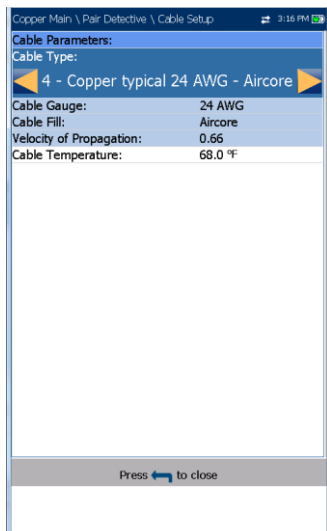 Copper Main \ Pair Detective \ Cable Setup 3:16 PM
Cable Parameters:
Cable Type:
4 - Copper typical 24 AWG - Aircore
Cable Gauge: 24 AWG
Cable Fill: Aircore
Velocity of Propagation: 0.66
Cable Temperature: 68.0 ºF
Press to close